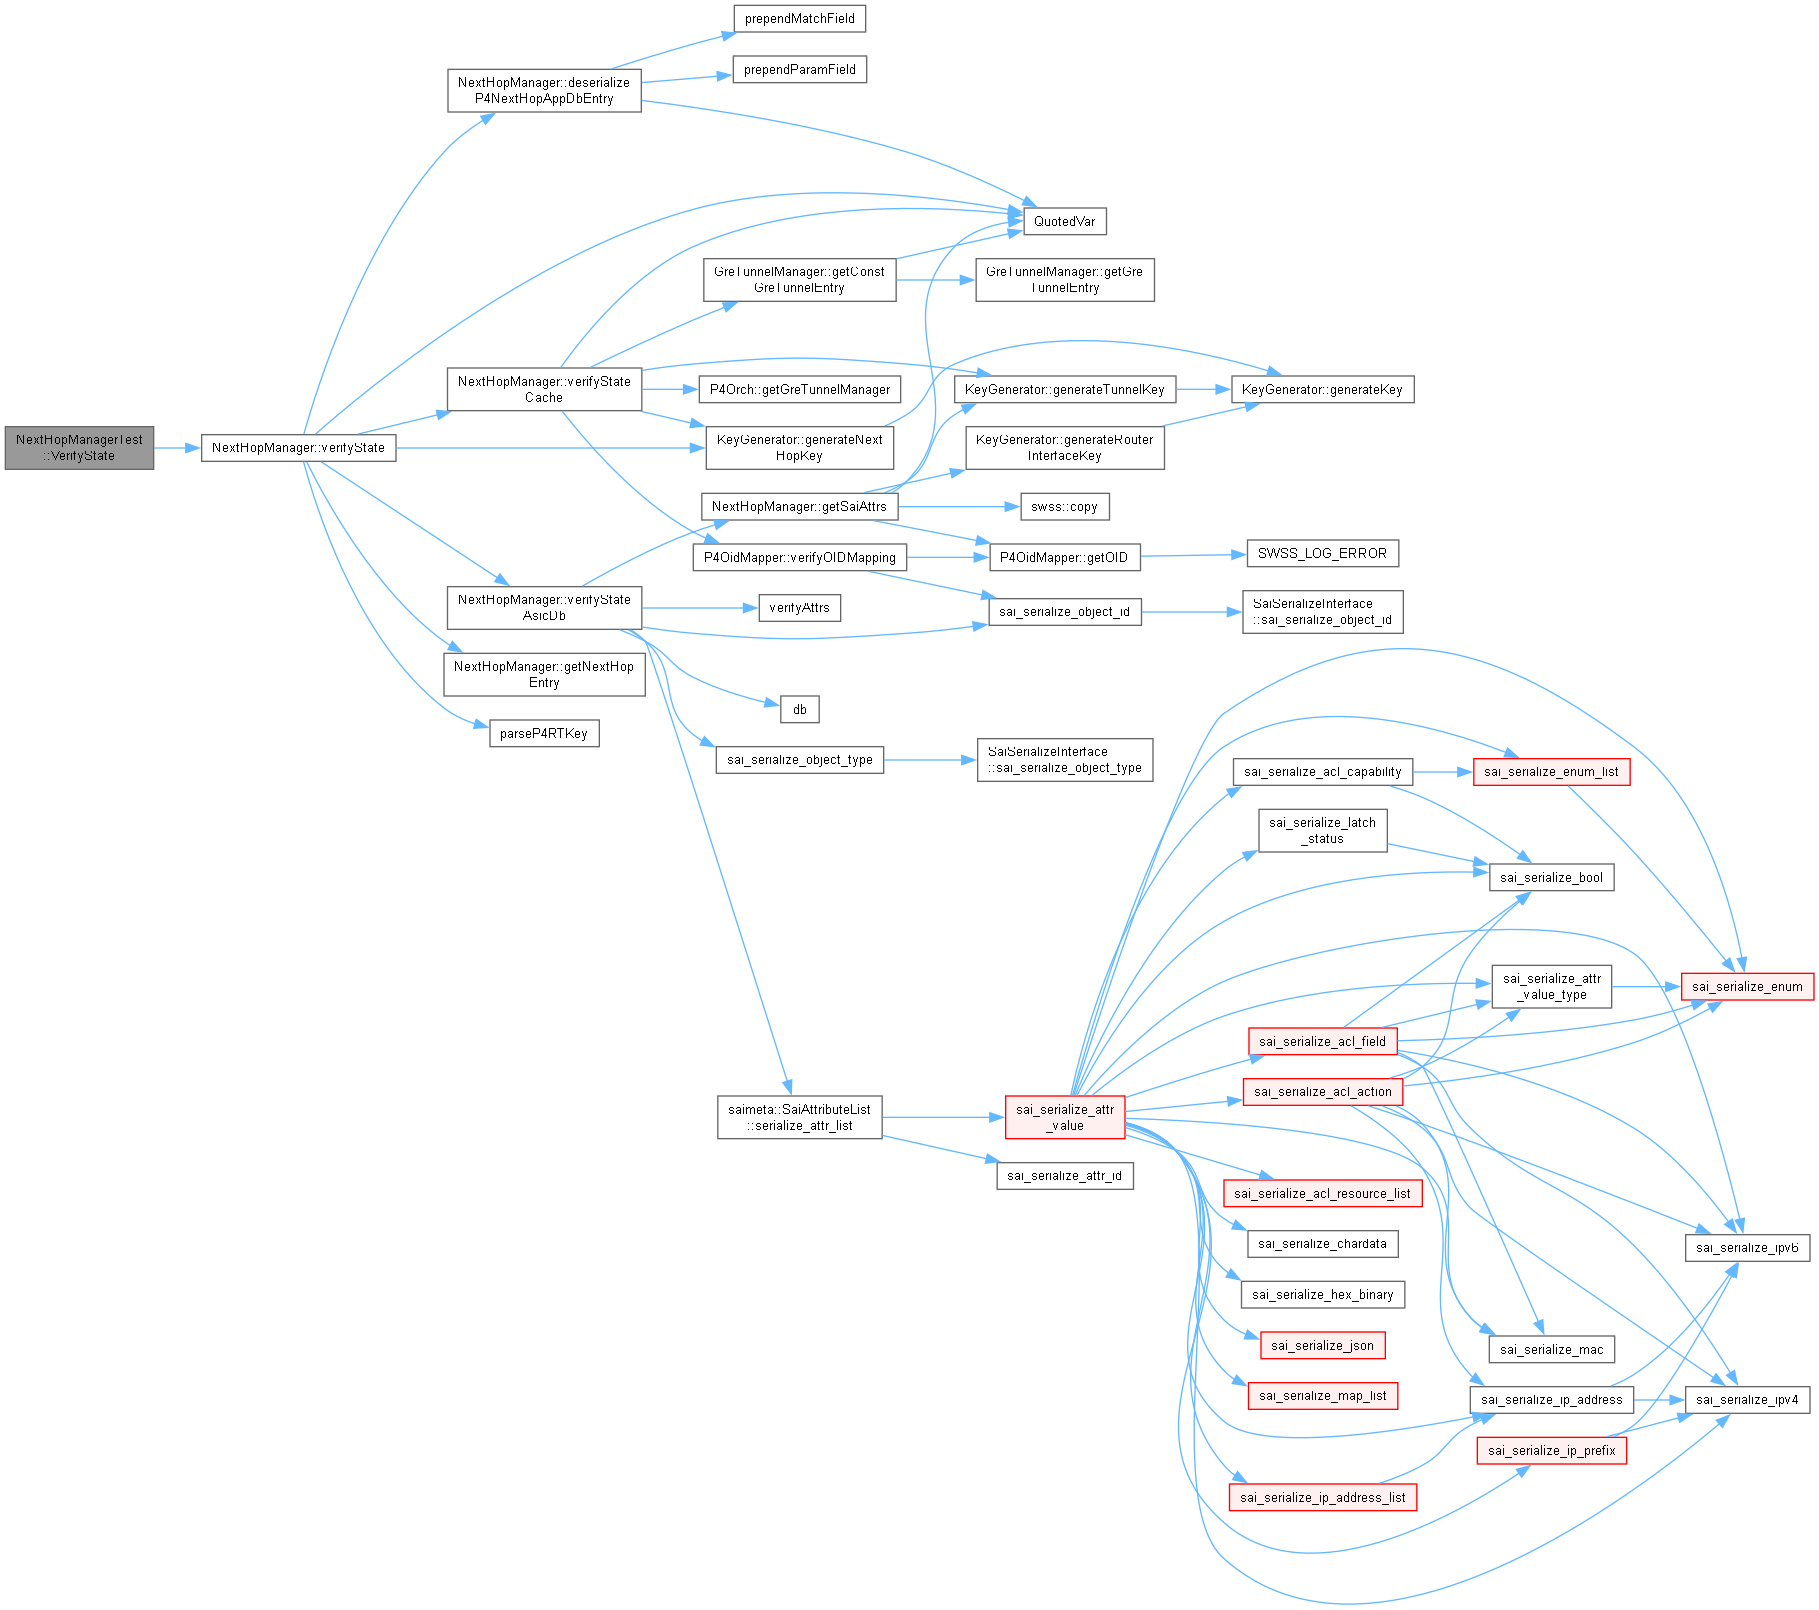 prependMatchField
NextHopManager::deserialize
P4NextHopAppDbEntry
prependParamField
QuotedVar
GreTunnelManager::getConst
GreTunnelEntry
GreTunnelManager::getGre
TunnelEntry
NextHopManager::verifyState
Cache
P4Orch::getGreTunnelManager
KeyGenerator::generateTunnelKey
KeyGenerator::generateKey
NextHopManagerTest
::VerifyState
NextHopManager::verifyState
KeyGenerator::generateNext
HopKey
KeyGenerator::generateRouter
InterfaceKey
NextHopManager::getSaiAttrs
swss::copy
P4OidMapper::verifyOIDMapping
P4OidMapper::getOID
SWSS_LOG_ERROR
NextHopManager::verifyState
AsicDb
verifyAttrs
sai_serialize_object_id
SaiSerializeInterface
::sai_serialize_object_id
NextHopManager::getNextHop
Entry
db
parseP4RTKey
sai_serialize_object_type
SaiSerializeInterface
::sai_serialize_object_type
sai_serialize_acl_capability
sai_serialize_enum_list
sai_serialize_latch
_status
sai_serialize_bool
sai_serialize_attr
_value_type
sai_serialize_enum
sai_serialize_acl_field
sai_serialize_acl_action
saimeta::SaiAttributeList
::serialize_attr_list
sai_serialize_attr
_value
sai_serialize_attr_id
sai_serialize_acl_resource_list
sai_serialize_chardata
sai_serialize_ipv6
sai_serialize_hex_binary
sai_serialize_json
sai_serialize_mac
sai_serialize_map_list
sai_serialize_ip_address
sai_serialize_ipv4
sai_serialize_ip_prefix
sai_serialize_ip_address_list